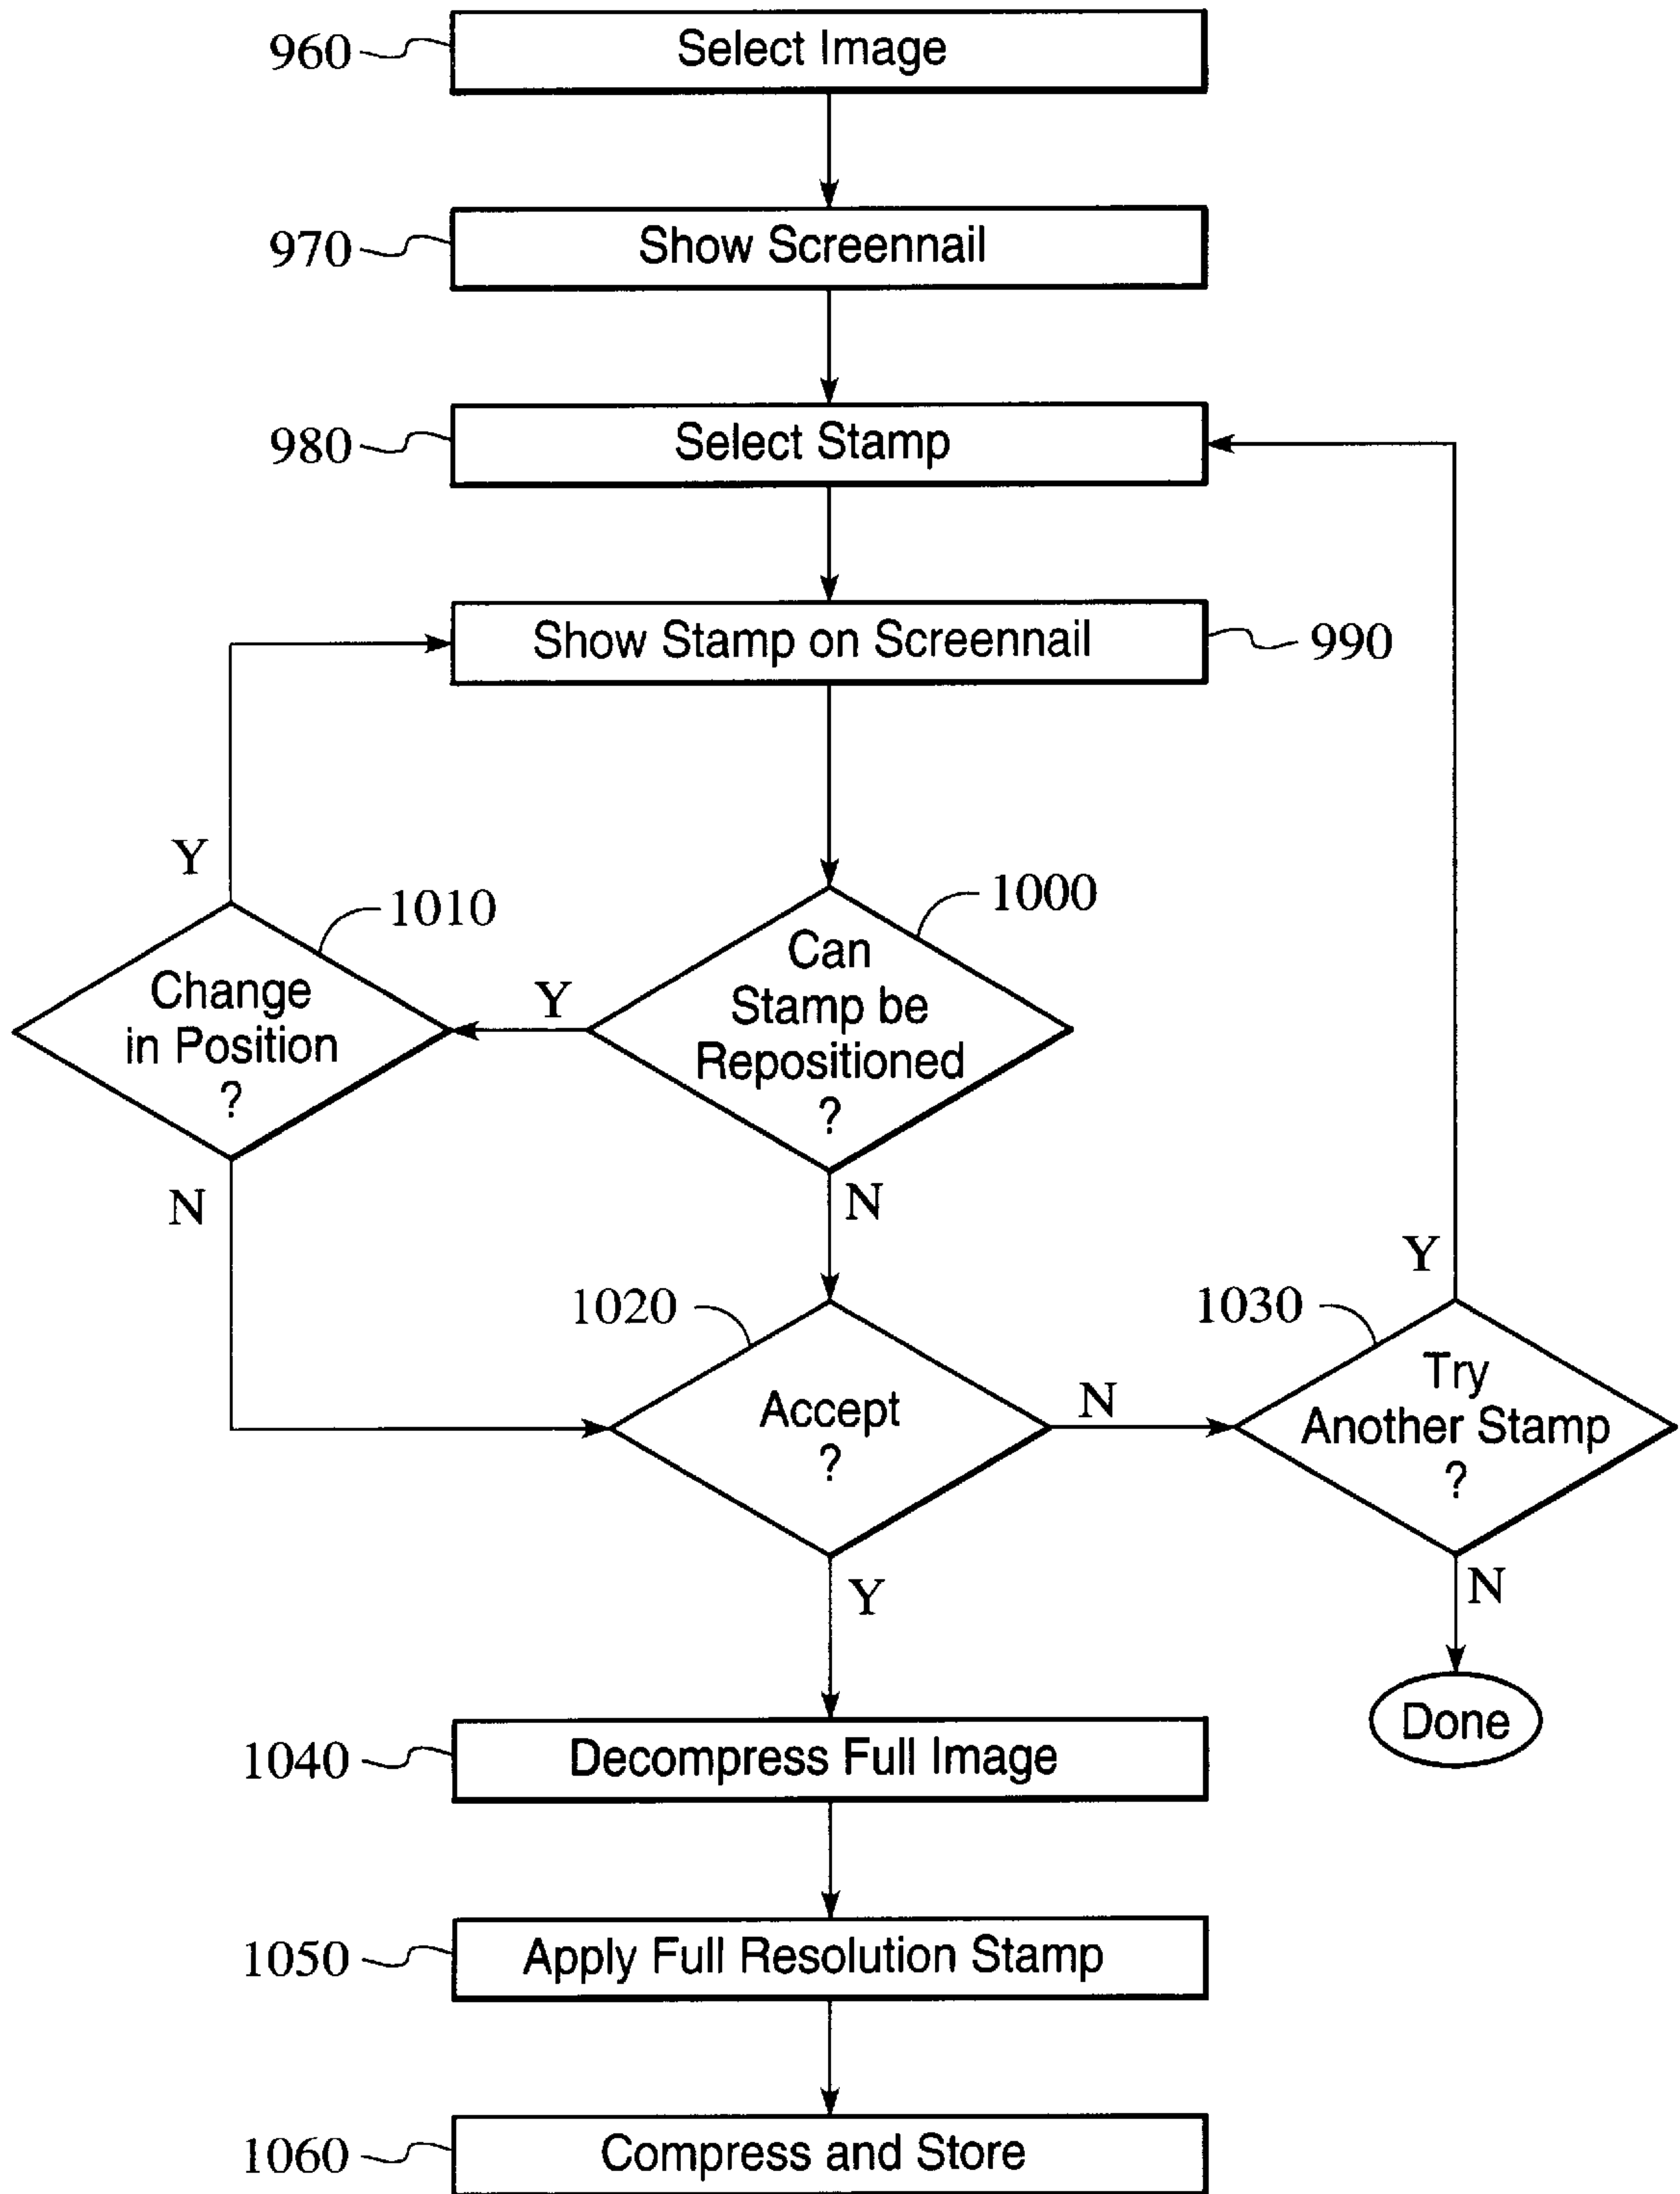 960
Select Image
970
Show Screennail
980
Select Stamp
Show Stamp on Screennail
990
Y
1010
1000
Change
in Position
?
Y
Can
Stamp be
Repositioned
?
N
N
Y
1020
1030
Accept
?
N
Try
Another Stamp
?
Y
N
Done
1040
Decompress Full Image
1050
Apply Full Resolution Stamp
1060
Compress and Store